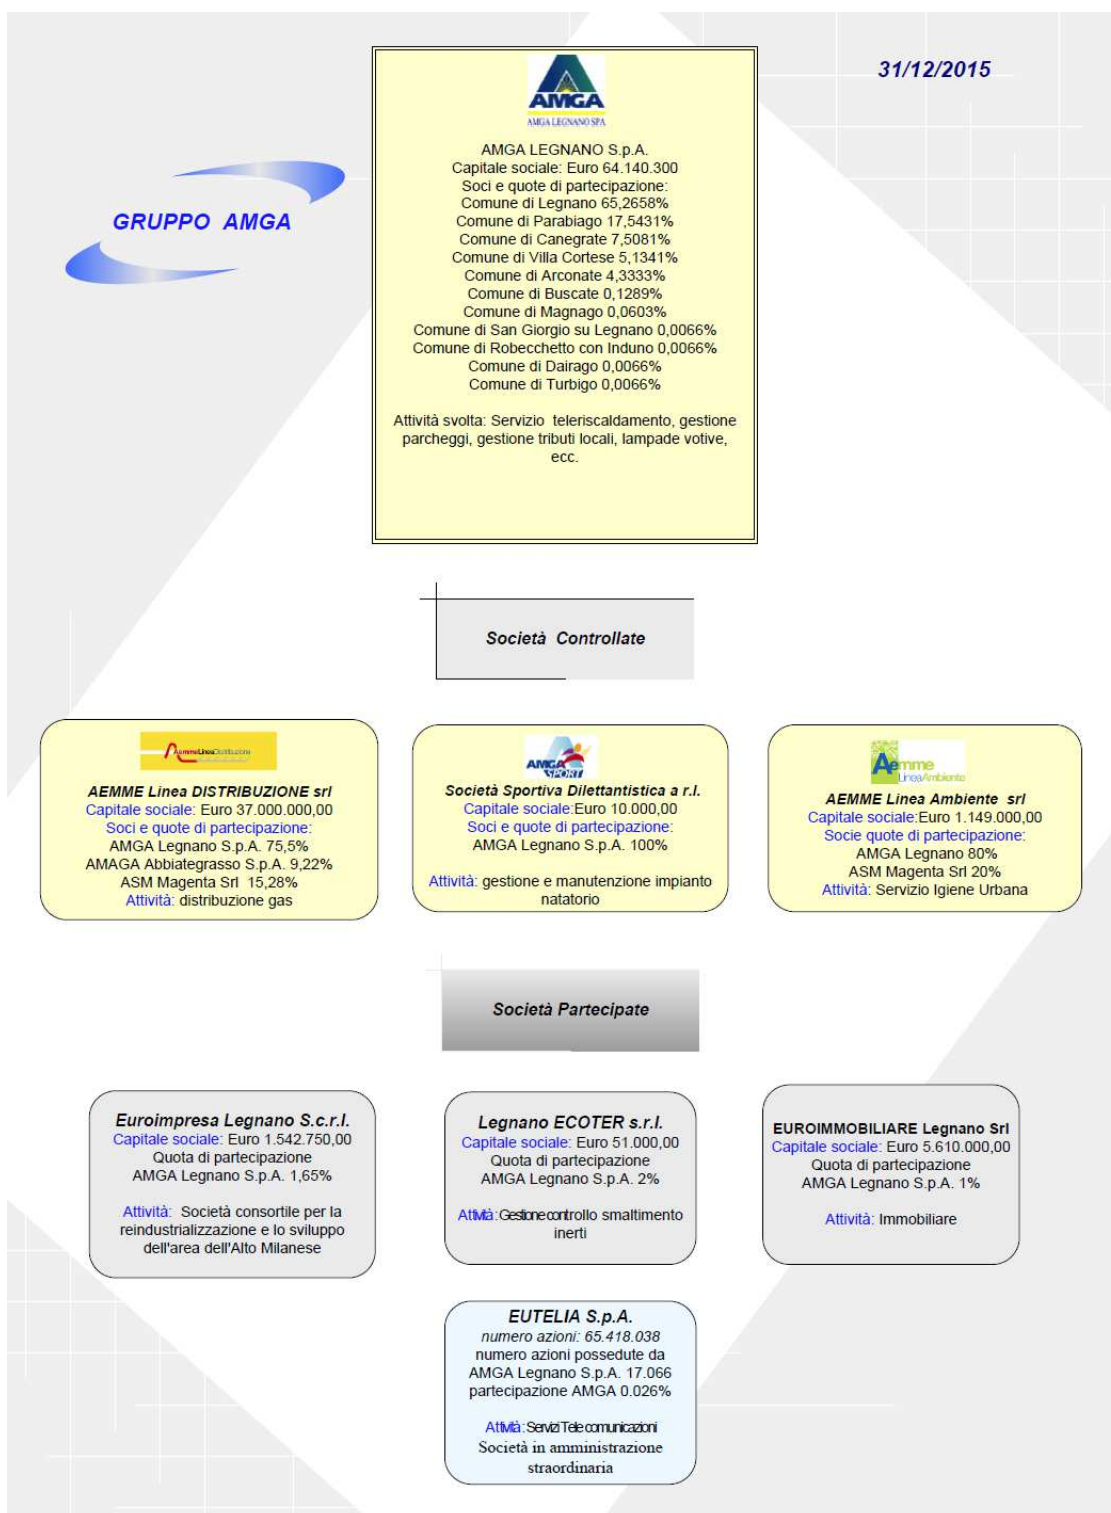 31/12/2015
AMGA
AMGA LEGNANO SPA
GRUPPO AMGA
AMGA LEGNANO S.p.A.
Capitale sociale: Euro 64.140.300
Soci e quote di partecipazione:
Comune di Legnano 65,2658%
Comune di Parabiago 17,5431%
Comune di Canegrate 7,5081%
Comune di Villa Cortese 5,1341%
Comune di Arconate 4,3333%
Comune di Buscate 0,1289%
Comune di Magnago 0,0603%
Comune di San Giorgio su Legnano 0,0066%
Comune di Robecchetto con Induno 0,0066%
Comune di Dairago 0,0066%
Comune di Turbigo 0,0066%
Attività svolta: Servizio teleriscaldamento, gestione
parcheggi, gestione tributi locali, lampade votive,
ecc.
Società Controllate
AemmeLineaDistribuzione
AEMME Linea DISTRIBUZIONE srl
Capitale sociale: Euro 37.000.000,00
Soci e quote di partecipazione:
AMGA Legnano S.p.A. 75,5%
AMAGA Abbiategrasso S.p.A. 9,22%
ASM Magenta Srl 15,28%
Attività: distribuzione gas
AMGA
SPORT
Società Sportiva Dilettantistica a r.l.
Capitale sociale:Euro 10.000,00
Soci e quote di partecipazione:
AMGA Legnano S.p.A. 100%
Attività: gestione e manutenzione impianto
natatorio
Aemme
LineaAmbiente
AEMME Linea Ambiente srl
Capitale sociale:Euro 1.149.000,00
Socie quote di partecipazione:
AMGA Legnano 80%
ASM Magenta Srl 20%
Attività: Servizio Igiene Urbana
Società Partecipate
Euroimpresa Legnano S.c.r.l.
Capitale sociale: Euro 1.542.750,00
Quota di partecipazione
AMGA Legnano S.p.A. 1,65%
Attività: Società consortile per la
reindustrializzazione e lo sviluppo
dell'area dell'Alto Milanese
Legnano ECOTER s.r.l.
Capitale sociale: Euro 51.000,00
Quota di partecipazione
AMGA Legnano S.p.A. 2%
Attività: Gestione controllo smaltimento
inerti
EUROIMMOBILIARE Legnano Srl
Capitale sociale: Euro 5.610.000,00
Quota di partecipazione
AMGA Legnano S.p.A. 1%
Attività: Immobiliare
EUTELIA S.p.A.
numero azioni: 65.418.038
numero azioni possedute da
AMGA Legnano S.p.A. 17.066
partecipazione AMGA 0.026%
Attività: Servizi Telecomunicazioni
Società in amministrazione
straordinaria